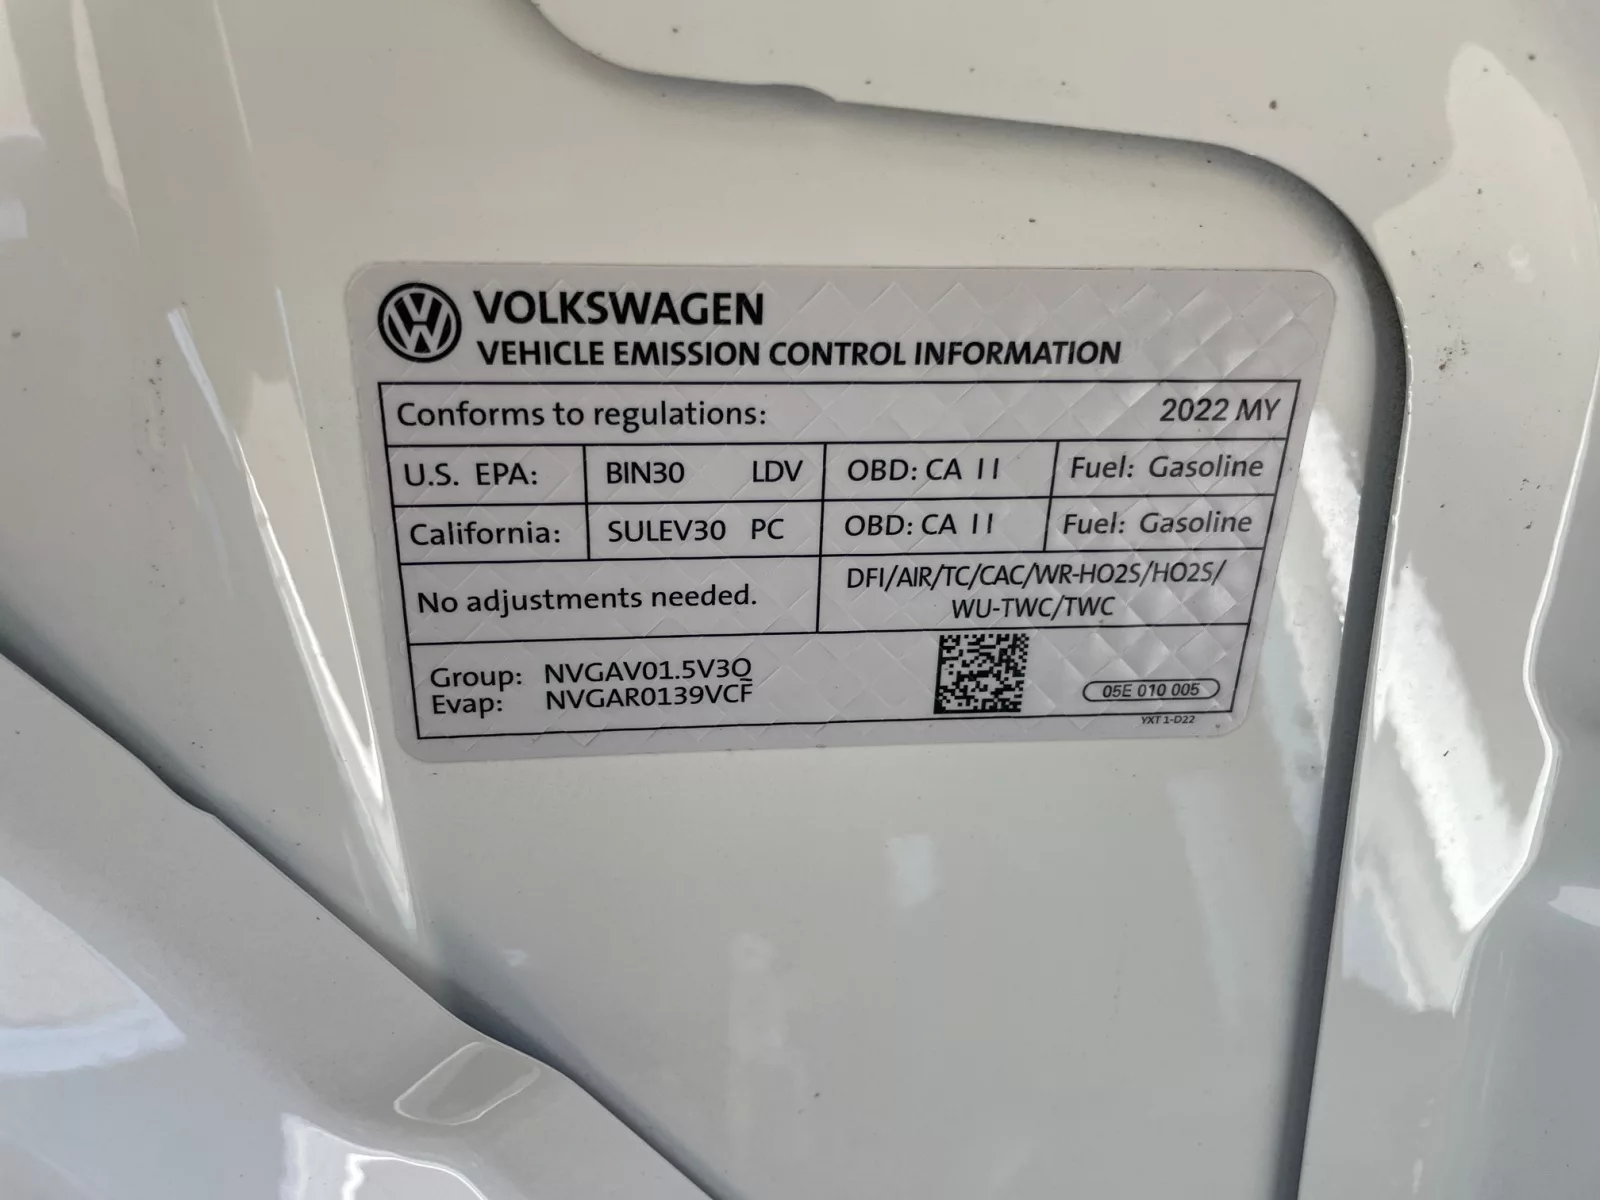 VOLKSWAGEN
VEHICLE EMISSION CONTROL INFORMATION
Conforms to regulations: 2022 MY
U.S. EPA: BIN30 LDV OBD: CA II Fuel: Gasoline
California: SULEV30 PC OBD: CA II Fuel: Gasoline
No adjustments needed.
DFI/AIR/TC/CAC/WR-HO2S/HO2S/
WU-TWC/TWC
Group: NVGAV01.5V3Q
Evap: NVGAR0139VCF
05E 010 005
YXT 1-D22